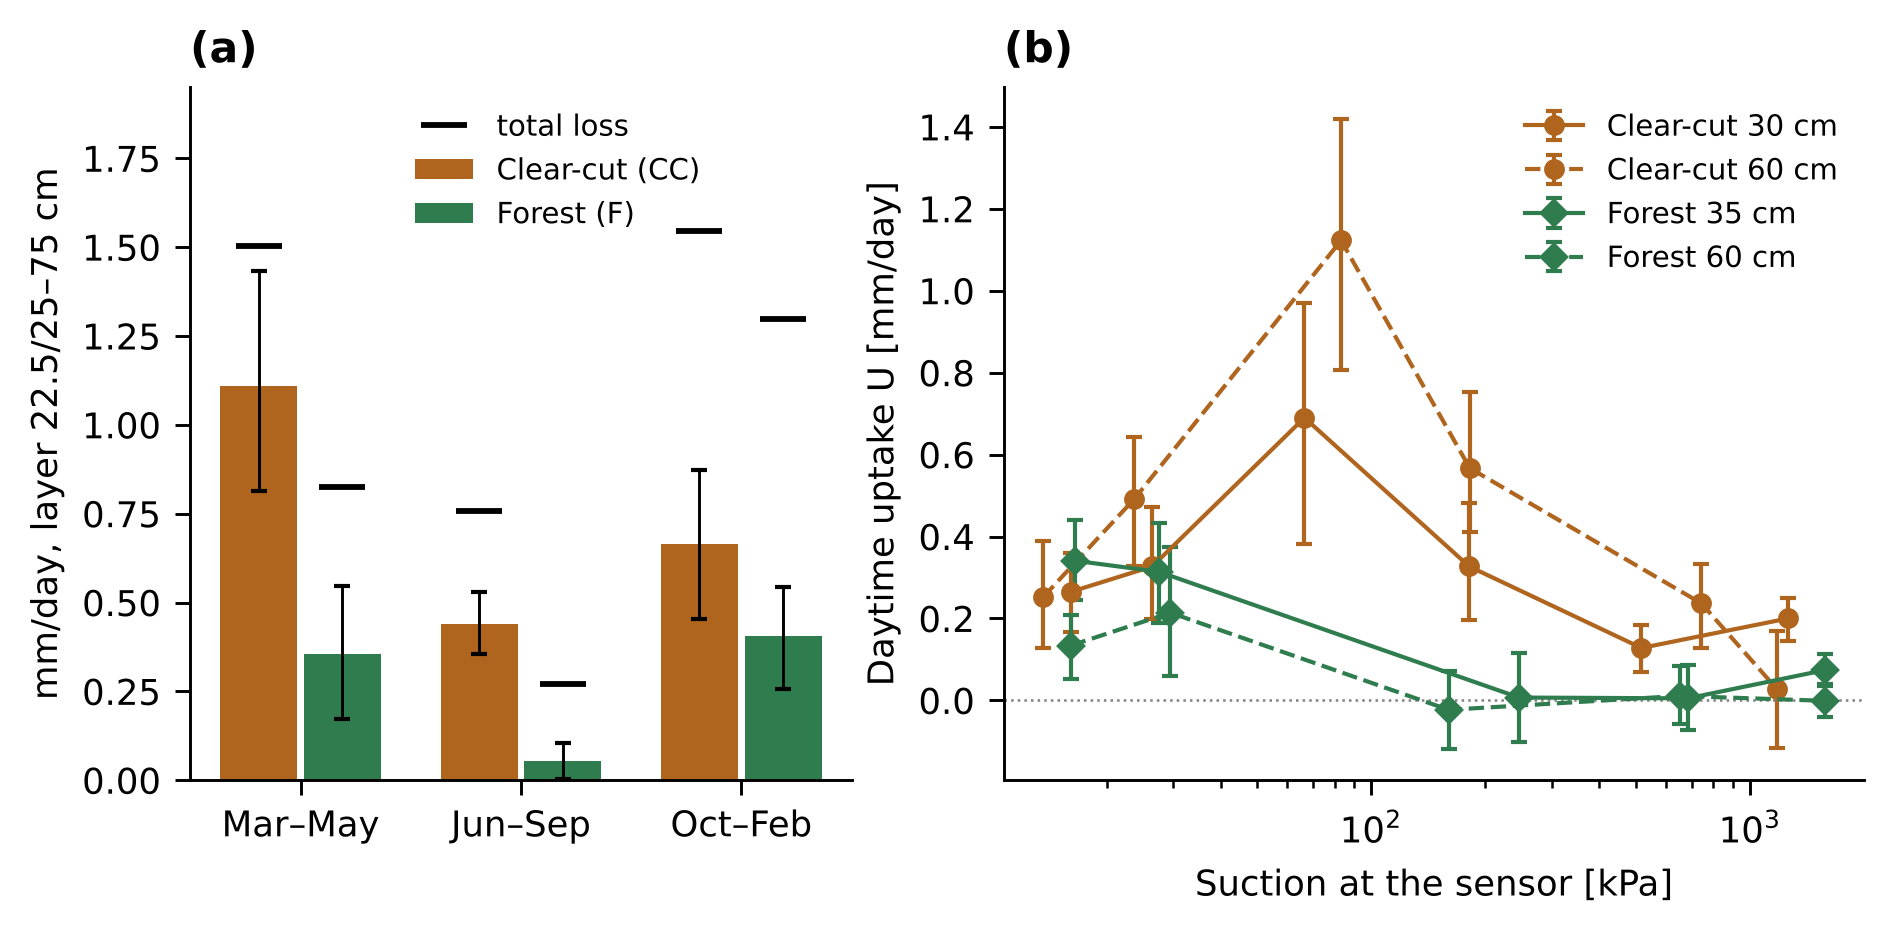 (a)
total loss
Clear-cut (CC)
Forest (F)
mm/day, layer 22.5/25–75 cm
1.75
1.50
1.25
1.00
0.75
0.50
0.25
0.00
Mar–May
Jun–Sep
Oct–Feb
(b)
Clear-cut 30 cm
Clear-cut 60 cm
Forest 35 cm
Forest 60 cm
Daytime uptake U [mm/day]
1.4
1.2
1.0
0.8
0.6
0.4
0.2
0.0
10²
10³
Suction at the sensor [kPa]